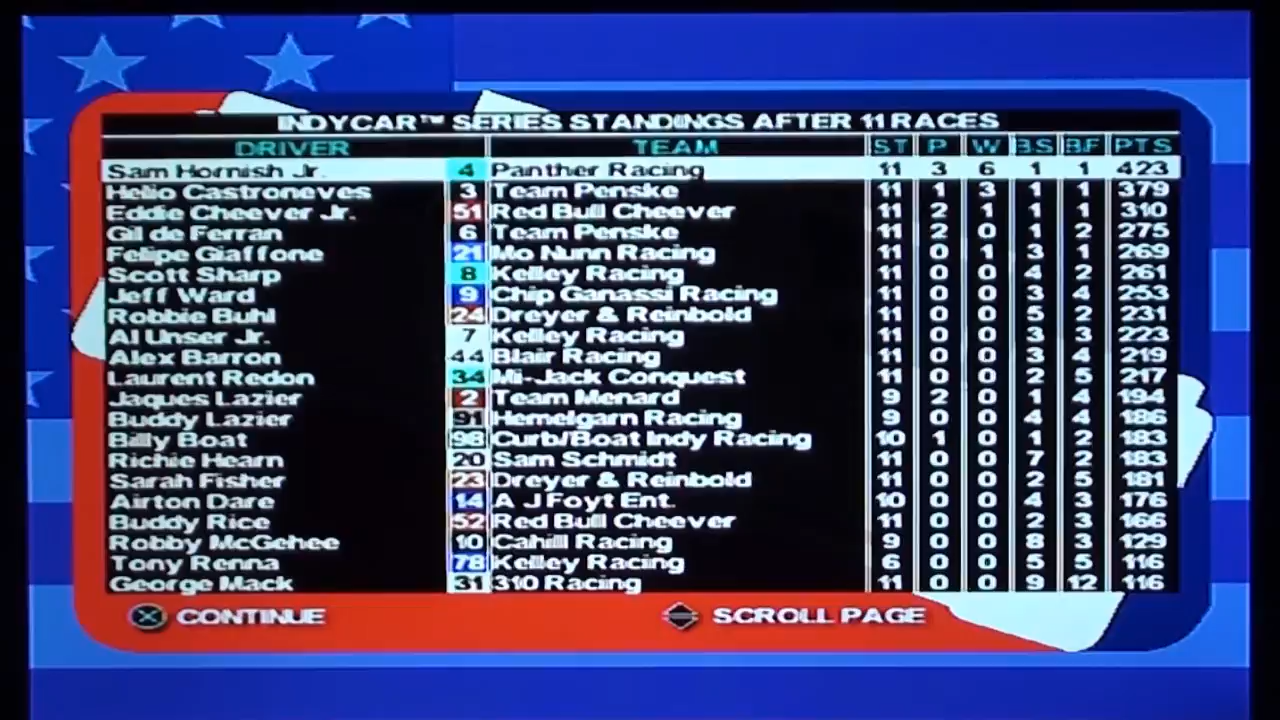 INDYCAR™ SERIES STANDINGS AFTER 11 RACES
DRIVER TEAM ST P W BS BF PTS
Sam Hornish Jr. 4 Panther Racing 11 3 6 1 1 423
Helio Castroneves 3 Team Penske 11 1 3 1 1 379
Eddie Cheever Jr. 51 Red Bull Cheever 11 2 1 1 1 310
Gil de Ferran 6 Team Penske 11 2 0 1 2 275
Felipe Giaffone 21 Mo Nunn Racing 11 0 1 3 1 269
Scott Sharp 8 Kelley Racing 11 0 0 4 2 261
Jeff Ward 9 Chip Ganassi Racing 11 0 0 3 4 253
Robbie Buhl 24 Dreyer & Reinbold 11 0 0 5 2 231
Al Unser Jr. 7 Kelley Racing 11 0 0 3 3 223
Alex Barron 44 Blair Racing 11 0 0 3 4 219
Laurent Redon 34 Mi-Jack Conquest 11 0 0 2 5 217
Jaques Lazier 2 Team Menard 9 2 0 1 4 194
Buddy Lazier 91 Hemelgarn Racing 9 0 0 4 4 186
Billy Boat 98 Curb/Boat Indy Racing 10 1 0 1 2 183
Richie Hearn 20 Sam Schmidt 11 0 0 7 2 183
Sarah Fisher 23 Dreyer & Reinbold 11 0 0 2 5 181
Airton Dare 14 A J Foyt Ent. 10 0 0 4 3 176
Buddy Rice 52 Red Bull Cheever 11 0 0 2 3 166
Robby McGehee 10 Cahill Racing 9 0 0 8 3 129
Tony Renna 78 Kelley Racing 6 0 0 5 5 116
George Mack 31 310 Racing 11 0 0 9 12 116
CONTINUE SCROLL PAGE